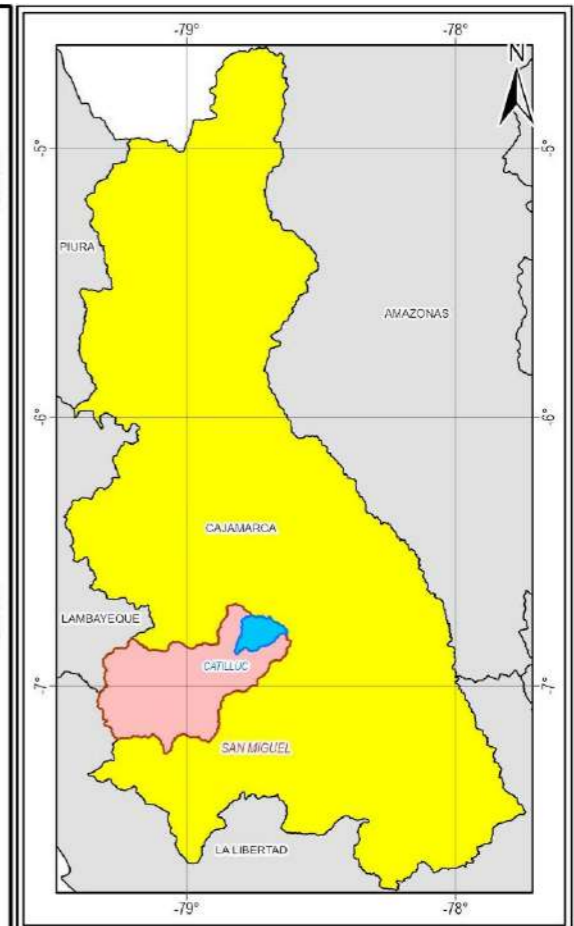 -79°
-78°
N
-5°
-5°
PIURA
AMAZONAS
-6°
-6°
CAJAMARCA
LAMBAYEQUE
CATILLUC
-7°
-7°
SAN MIGUEL
LA LIBERTAD
-79°
-78°